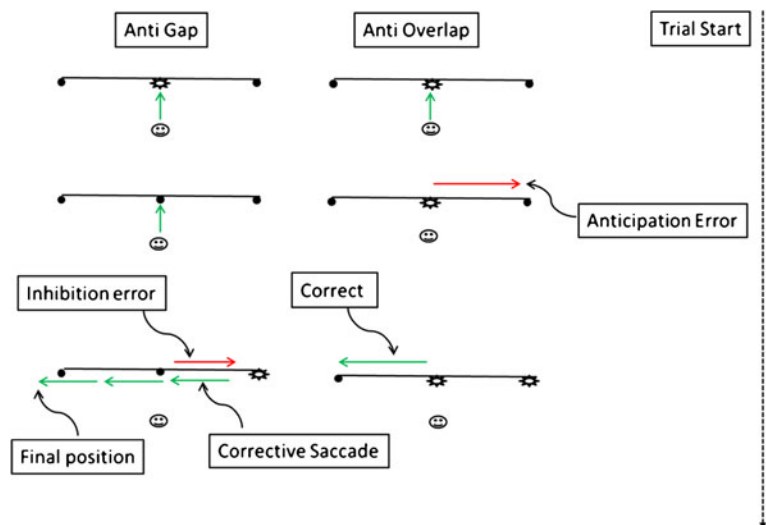 Anti Gap
Anti Overlap
Trial Start
Anticipation Error
Inhibition error
Correct
Final position
Corrective Saccade